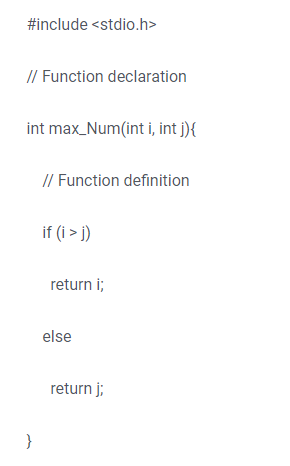 #include <stdio.h>
// Function declaration
int max_Num(int i, int j){
// Function definition
if (i > j)
return i;
else
return j;
}